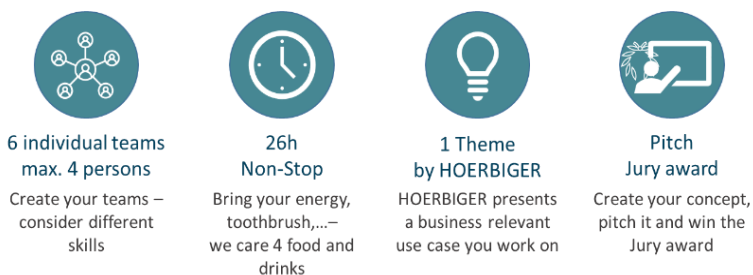 6 individual teams
max. 4 persons
Create your teams –
consider different
skills
26h
Non-Stop
Bring your energy,
toothbrush,...–
we care 4 food and
drinks
1 Theme
by HOERBIGER
HOERBIGER presents
a business relevant
use case you work on
Pitch
Jury award
Create your concept,
pitch it and win the
Jury award